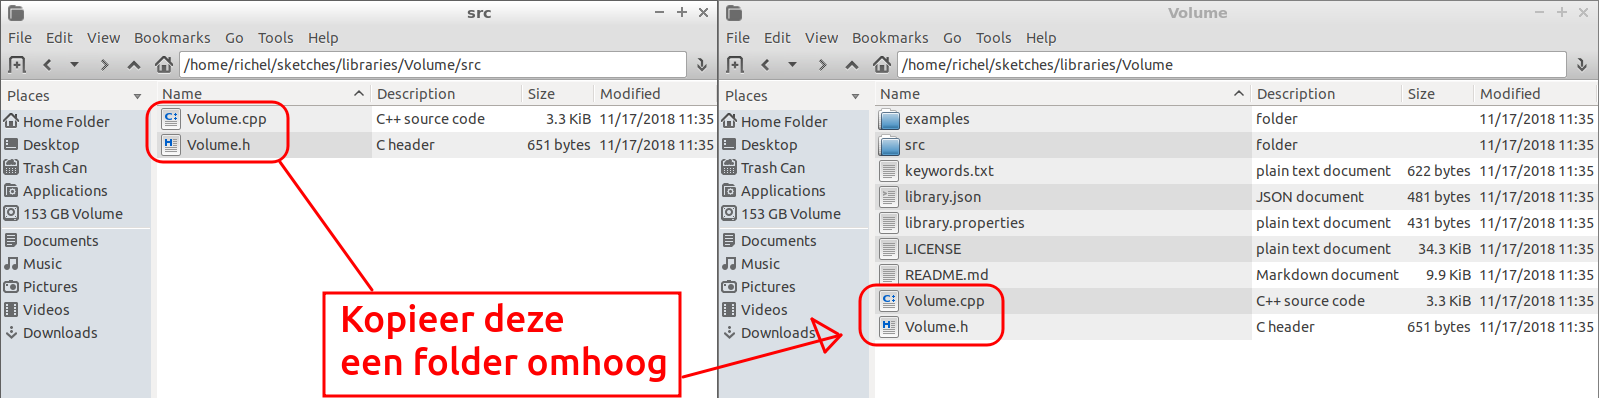 src
File Edit View Bookmarks Go Tools Help
/home/richel/sketches/libraries/Volume/src
Places
Home Folder
Desktop
Trash Can
Applications
153 GB Volume
Documents
Music
Pictures
Videos
Downloads
Name Description Size Modified
Volume.cpp C++ source code 3.3 KiB 11/17/2018 11:35
Volume.h C header 651 bytes 11/17/2018 11:35
Kopieer deze
een folder omhoog
Volume
File Edit View Bookmarks Go Tools Help
/home/richel/sketches/libraries/Volume
Places
Home Folder
Desktop
Trash Can
Applications
153 GB Volume
Documents
Music
Pictures
Videos
Downloads
Name Description Size Modified
examples folder 11/17/2018 11:35
src folder 11/17/2018 11:35
keywords.txt plain text document 622 bytes 11/17/2018 11:35
library.json JSON document 481 bytes 11/17/2018 11:35
library.properties plain text document 431 bytes 11/17/2018 11:35
LICENSE plain text document 34.3 KiB 11/17/2018 11:35
README.md Markdown document 9.9 KiB 11/17/2018 11:35
Volume.cpp C++ source code 3.3 KiB 11/17/2018 11:35
Volume.h C header 651 bytes 11/17/2018 11:35